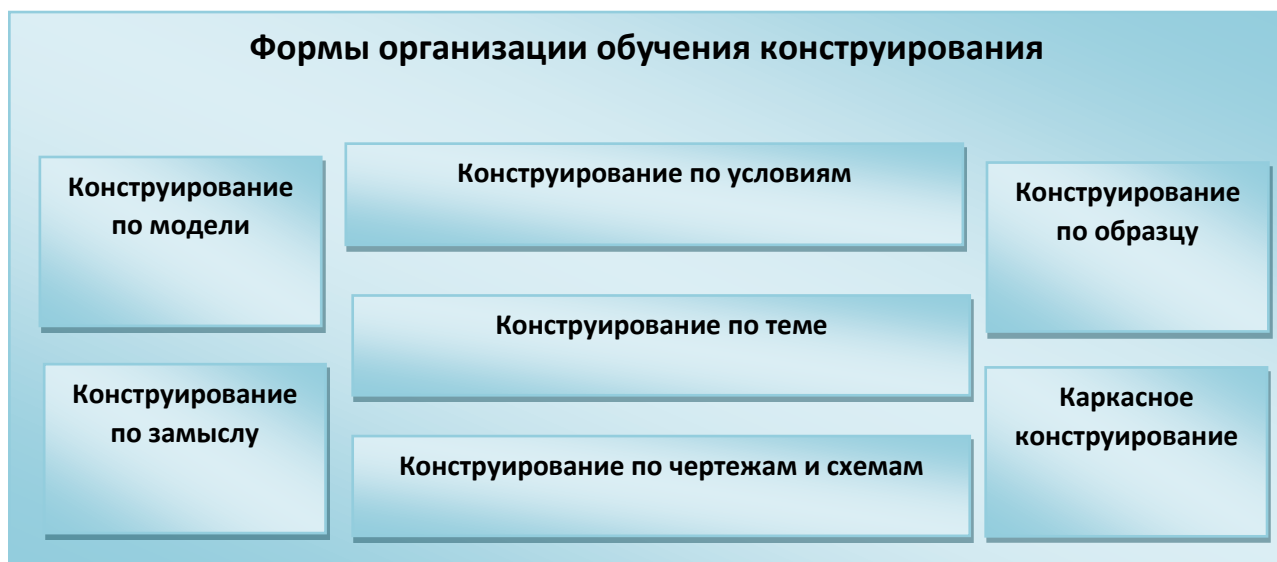 Формы организации обучения конструирования
Конструирование
по модели
Конструирование по условиям
Конструирование
по образцу
Конструирование по теме
Конструирование
по замыслу
Каркасное
конструирование
Конструирование по чертежам и схемам